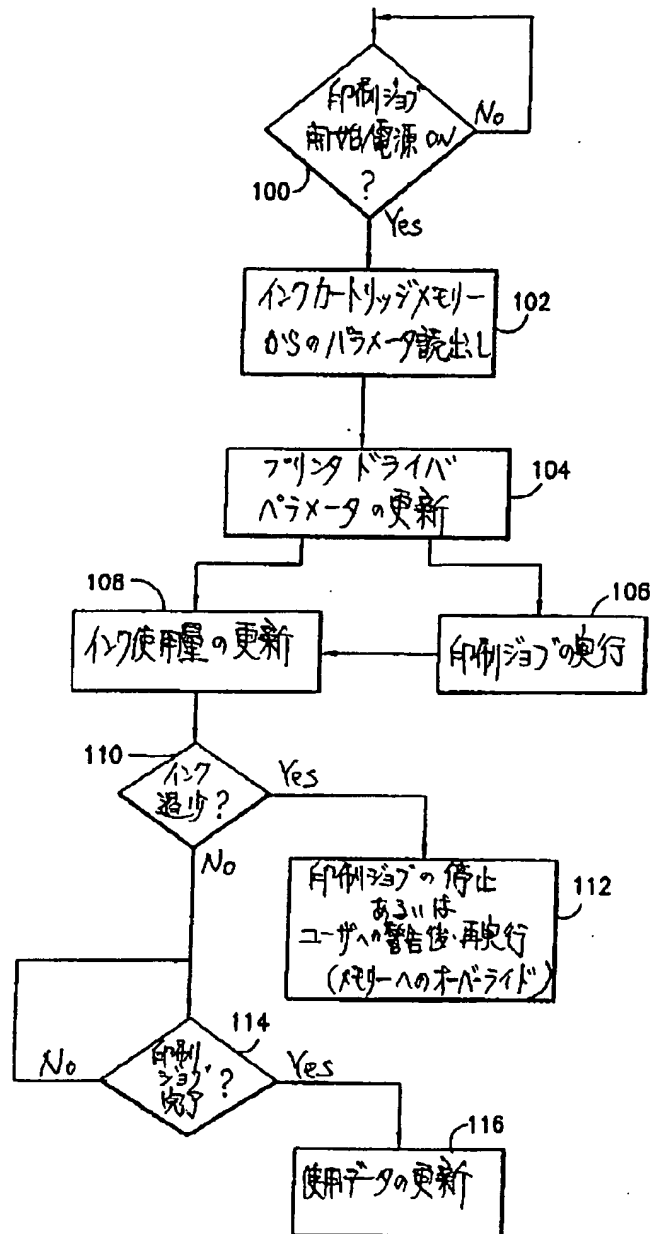 印刷ジョブ
開始/電源ON
?
No
100
Yes
インクカートリッジメモリー
からのパラメータ読出し
102
プリンタドライバ
パラメータの更新
104
108
インク使用量の更新
106
印刷ジョブの実行
110
インク
過少?
Yes
No
印刷ジョブの停止
あるいは
ユーザへの警告後・再実行
(メモリーへのオーバーライド)
112
114
印刷
ジョブ
完了?
No
Yes
116
使用データの更新